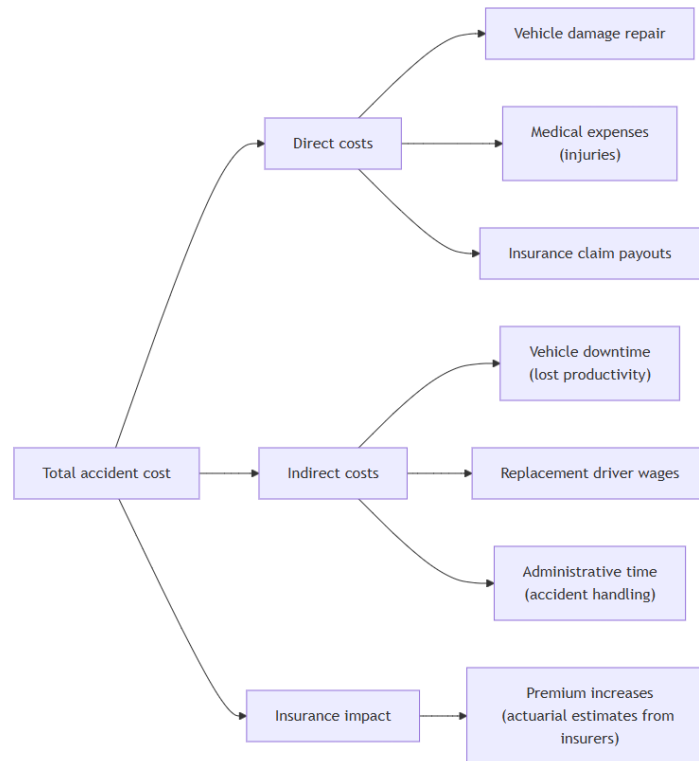 Vehicle damage repair
Direct costs
Medical expenses
(injuries)
Insurance claim payouts
Vehicle downtime
(lost productivity)
Total accident cost
Indirect costs
Replacement driver wages
Administrative time
(accident handling)
Insurance impact
Premium increases
(actuarial estimates from
insurers)